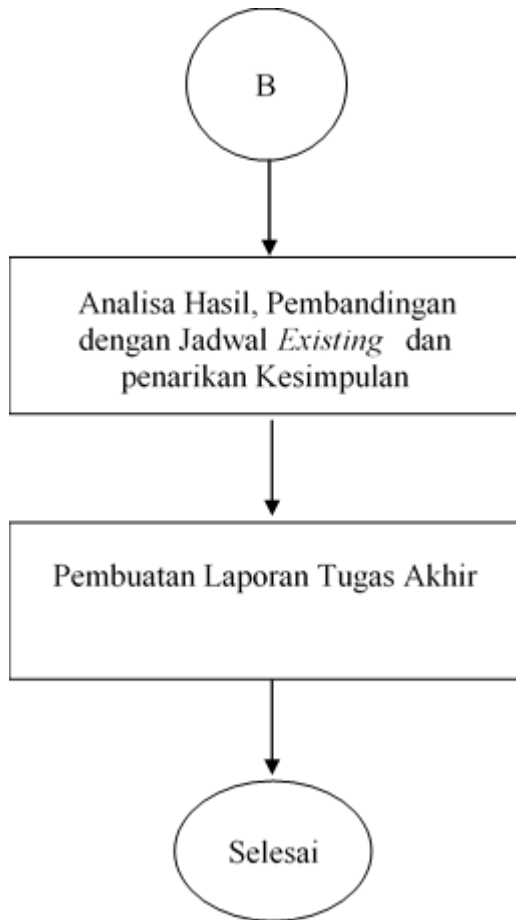 B
Analisa Hasil, Pembandingan
dengan Jadwal Existing dan
penarikan Kesimpulan
Pembuatan Laporan Tugas Akhir
Selesai